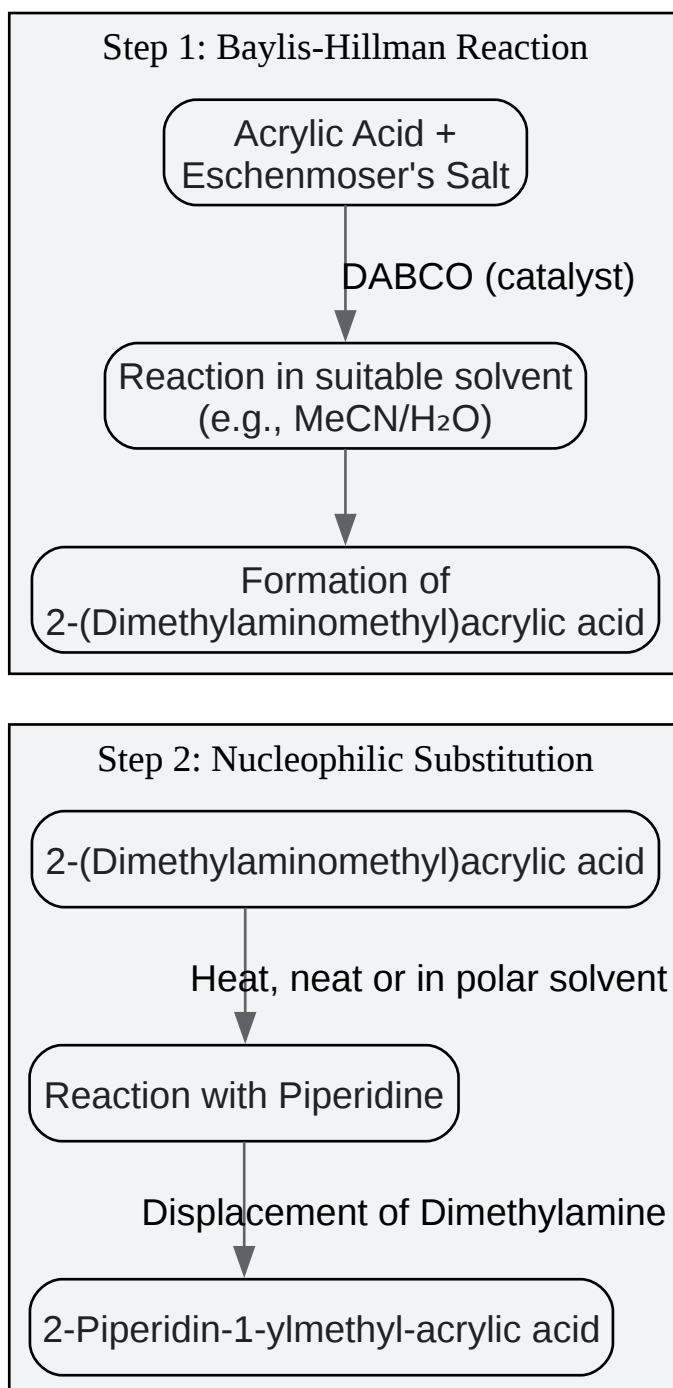 Step 1: Baylis-Hillman Reaction
Acrylic Acid +
Eschenmoser's Salt
DABCO (catalyst)
Reaction in suitable solvent
(e.g., MeCN/H₂O)
Formation of
2-(Dimethylaminomethyl)acrylic acid
Step 2: Nucleophilic Substitution
2-(Dimethylaminomethyl)acrylic acid
Heat, neat or in polar solvent
Reaction with Piperidine
Displacement of Dimethylamine
2-Piperidin-1-ylmethyl-acrylic acid